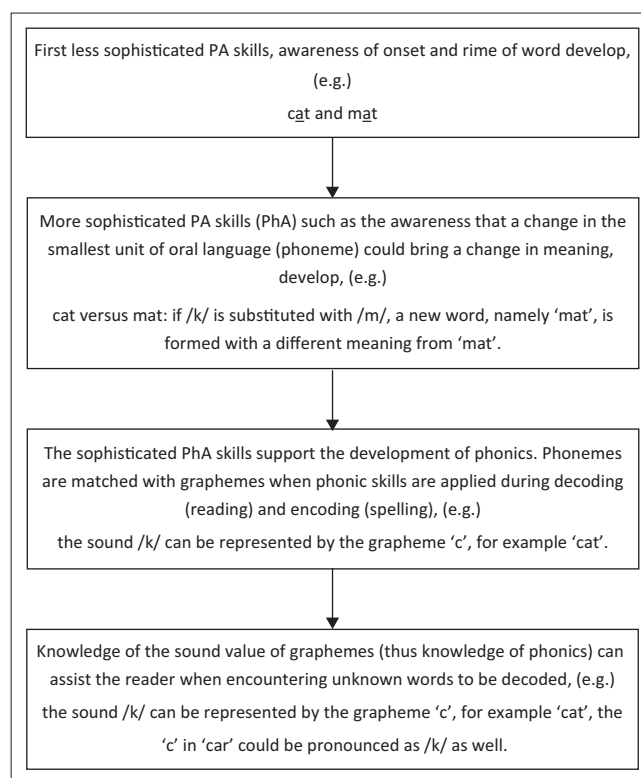 First less sophisticated PA skills, awareness of onset and rime of word develop,
(e.g.)
cat and mat
More sophisticated PA skills (PhA) such as the awareness that a change in the
smallest unit of oral language (phoneme) could bring a change in meaning,
develop, (e.g.)
cat versus mat: if /k/ is substituted with /m/, a new word, namely ‘mat’, is
formed with a different meaning from ‘mat’.
The sophisticated PhA skills support the development of phonics. Phonemes
are matched with graphemes when phonic skills are applied during decoding
(reading) and encoding (spelling), (e.g.)
the sound /k/ can be represented by the grapheme ‘c’, for example ‘cat’.
Knowledge of the sound value of graphemes (thus knowledge of phonics) can
assist the reader when encountering unknown words to be decoded, (e.g.)
the sound /k/ can be represented by the grapheme ‘c’, for example ‘cat’, the
‘c’ in ‘car’ could be pronounced as /k/ as well.